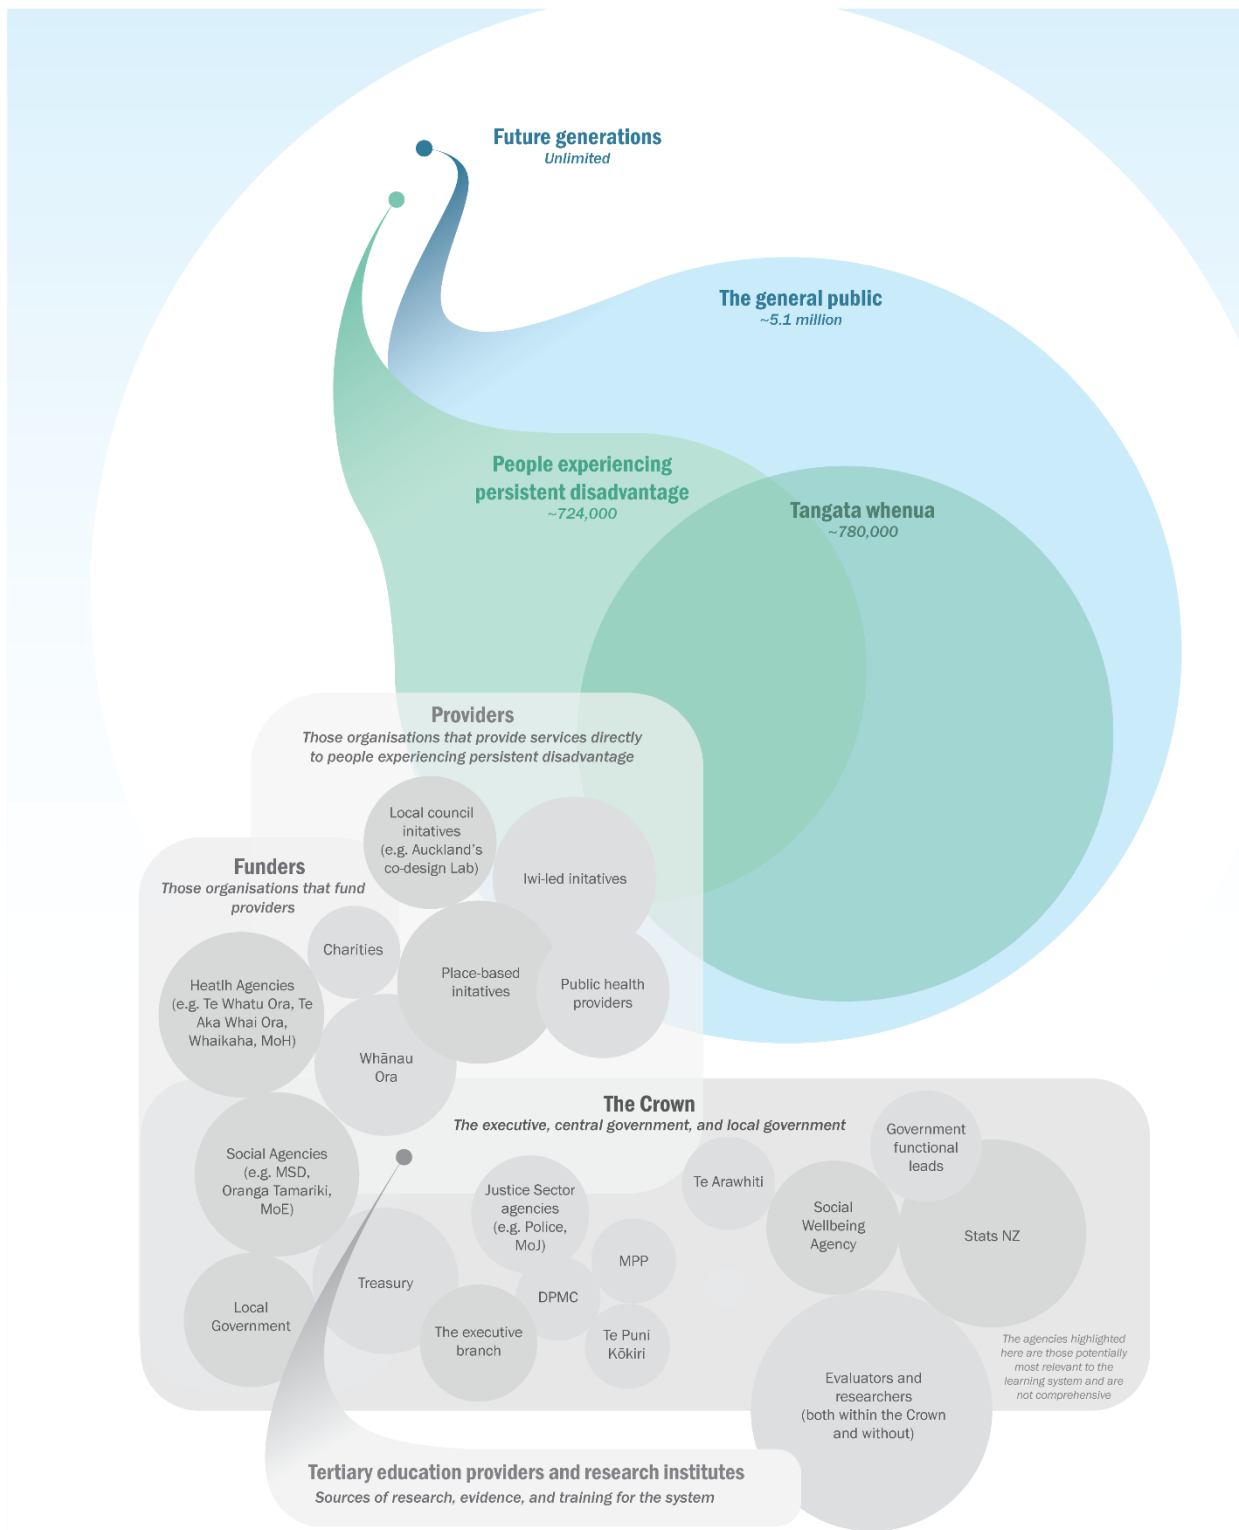 Future generations
Unlimited
The general public
~5.1 million
People experiencing
persistent disadvantage
~724,000
Tangata whenua
~780,000
Providers
Those organisations that provide services directly
to people experiencing persistent disadvantage
Local council
initatives
(e.g. Auckland's
co-design Lab)
Iwi-led initatives
Funders
Those organisations that fund
providers
Charities
Place-based
initatives
Public health
providers
Heatlh Agencies
(e.g. Te Whatu Ora, Te
Aka Whai Ora,
Whaikaha, MoH)
Whānau
Ora
The Crown
The executive, central government, and local government
Social Agencies
(e.g. MSD,
Oranga Tamariki,
MoE)
Justice Sector
agencies
(e.g. Police,
MoJ)
Te Arawhiti
Government
functional
leads
Social
Wellbeing
Agency
Stats NZ
Treasury
MPP
DPMC
Local
Government
The executive
branch
Te Puni
Kōkiri
The agencies highlighted
here are those potentially
most relevant to the
learning system and are
not comprehensive
Evaluators and
researchers
(both within the Crown
and without)
Tertiary education providers and research institutes
Sources of research, evidence, and training for the system